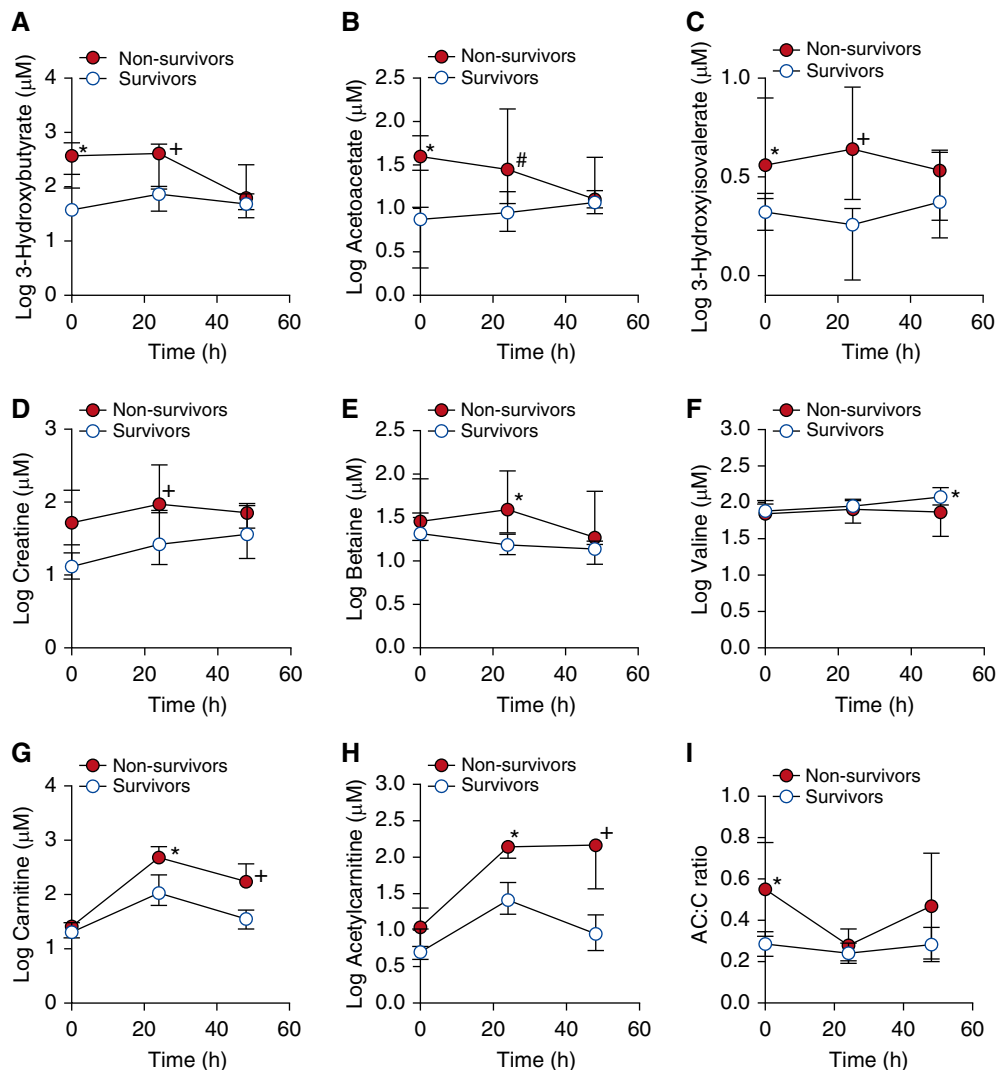 A
Non-survivors
Survivors
Log 3-Hydroxybutyrate (μM)
4
3
2
1
0
*
+
0 20 40 60
Time (h)
B
Non-survivors
Survivors
Log Acetoacetate (μM)
2.5
2.0
1.5
1.0
0.5
0.0
*
#
0 20 40 60
Time (h)
C
Non-survivors
Survivors
Log 3-Hydroxyisovalerate (μM)
1.0
0.5
0.0
*
+
0 20 40 60
Time (h)
D
Non-survivors
Survivors
Log Creatine (μM)
3
2
1
0
+
0 20 40 60
Time (h)
E
Non-survivors
Survivors
Log Betaine (μM)
2.5
2.0
1.5
1.0
0.5
0.0
*
0 20 40 60
Time (h)
F
Non-survivors
Survivors
Log Valine (μM)
3.0
2.5
2.0
1.5
1.0
0.5
0.0
*
0 20 40 60
Time (h)
G
Non-survivors
Survivors
Log Carnitine (μM)
4
3
2
1
0
*
+
0 20 40 60
Time (h)
H
Non-survivors
Survivors
Log Acetylcarnitine (μM)
3.0
2.5
2.0
1.5
1.0
0.5
0.0
*
+
0 20 40 60
Time (h)
I
Non-survivors
Survivors
AC:C ratio
1.0
0.8
0.6
0.4
0.2
0.0
*
0 20 40 60
Time (h)